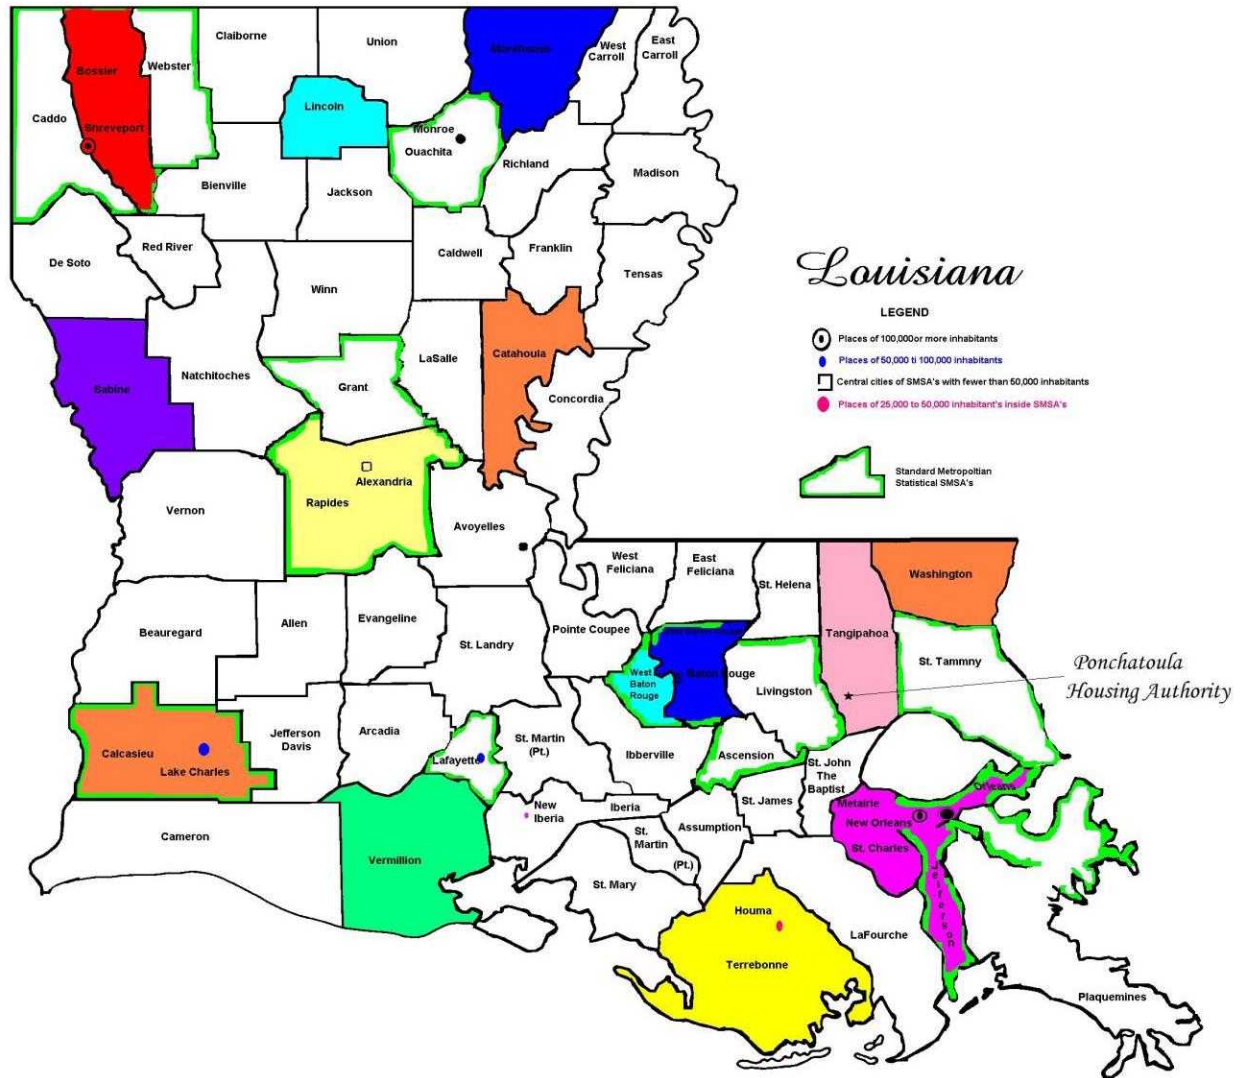 Claiborne
Union
Morehouse
West
Carroll
East
Carroll
Bossier
Webster
Lincoln
Caddo
Shreveport
Monroe
Ouachita
Richland
Madison
Bienville
Jackson
Red River
De Soto
Caldwell
Franklin
Tensas
Winn
Louisiana
LEGEND
Places of 100,000or more inhabitants
Places of 50,000 ti 100,000 inhabitants
Central cities of SMSA's with fewer than 50,000 inhabitants
Places of 25,000 to 50,000 inhabitant's inside SMSA's
Standard Metropoltian
Statistical SMSA's
Sabine
Natchitoches
Grant
LaSalle
Catahoula
Concordia
Alexandria
Rapides
Vernon
Avoyelles
West
Feliciana
East
Feliciana
St. Helena
Washington
Beauregard
Allen
Evangeline
St. Landry
Pointe Coupee
Tangipahoa
St. Tammny
West
Baton
Rouge
Baton Rouge
Livingston
Ponchatoula
Housing Authority
Calcasieu
Lake Charles
Jefferson
Davis
Arcadia
Lafayette
St. Martin
(Pt.)
Ibberville
Ascension
St. John
The
Baptist
St. James
Cameron
Vermillion
New
Iberia
Iberia
Assumption
St.
Martin
(Pt.)
St. Mary
Metairie
New Orleans
Orleans
St. Charles
Jefferson
Houma
Terrebonne
LaFourche
Plaquemines